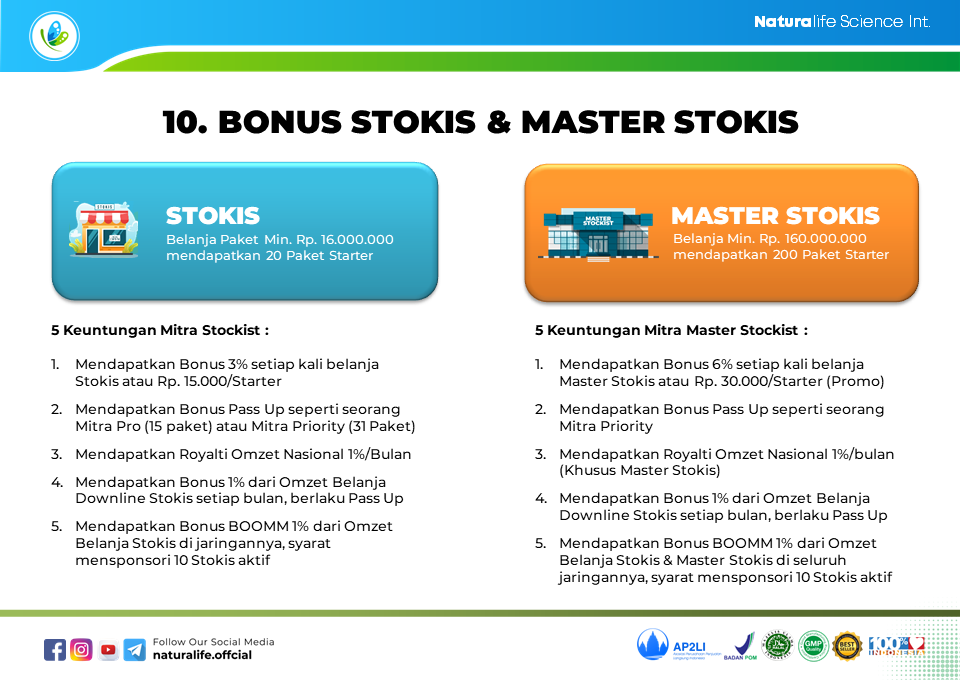 Naturalife Science Int.
10. BONUS STOKIS & MASTER STOKIS
STOKIS
STOKIS
Belanja Paket Min. Rp. 16.000.000
mendapatkan 20 Paket Starter
MASTER
STOCKIST
MASTER STOKIS
Belanja Min. Rp. 160.000.000
mendapatkan 200 Paket Starter
5 Keuntungan Mitra Stockist :
1. Mendapatkan Bonus 3% setiap kali belanja
Stokis atau Rp. 15.000/Starter
2. Mendapatkan Bonus Pass Up seperti seorang
Mitra Pro (15 paket) atau Mitra Priority (31 Paket)
3. Mendapatkan Royalti Omzet Nasional 1%/Bulan
4. Mendapatkan Bonus 1% dari Omzet Belanja
Downline Stokis setiap bulan, berlaku Pass Up
5. Mendapatkan Bonus BOOMM 1% dari Omzet
Belanja Stokis di jaringannya, syarat
mensponsori 10 Stokis aktif
5 Keuntungan Mitra Master Stockist :
1. Mendapatkan Bonus 6% setiap kali belanja
Master Stokis atau Rp. 30.000/Starter (Promo)
2. Mendapatkan Bonus Pass Up seperti seorang
Mitra Priority
3. Mendapatkan Royalti Omzet Nasional 1%/bulan
(Khusus Master Stokis)
4. Mendapatkan Bonus 1% dari Omzet Belanja
Downline Stokis setiap bulan, berlaku Pass Up
5. Mendapatkan Bonus BOOMM 1% dari Omzet
Belanja Stokis & Master Stokis di seluruh
jaringannya, syarat mensponsori 10 Stokis aktif
Follow Our Social Media
naturalife.offcial
AP2LI
BADAN POM
HALAL
GMP
Quality
BEST
SELLER
100%
INDONESIA